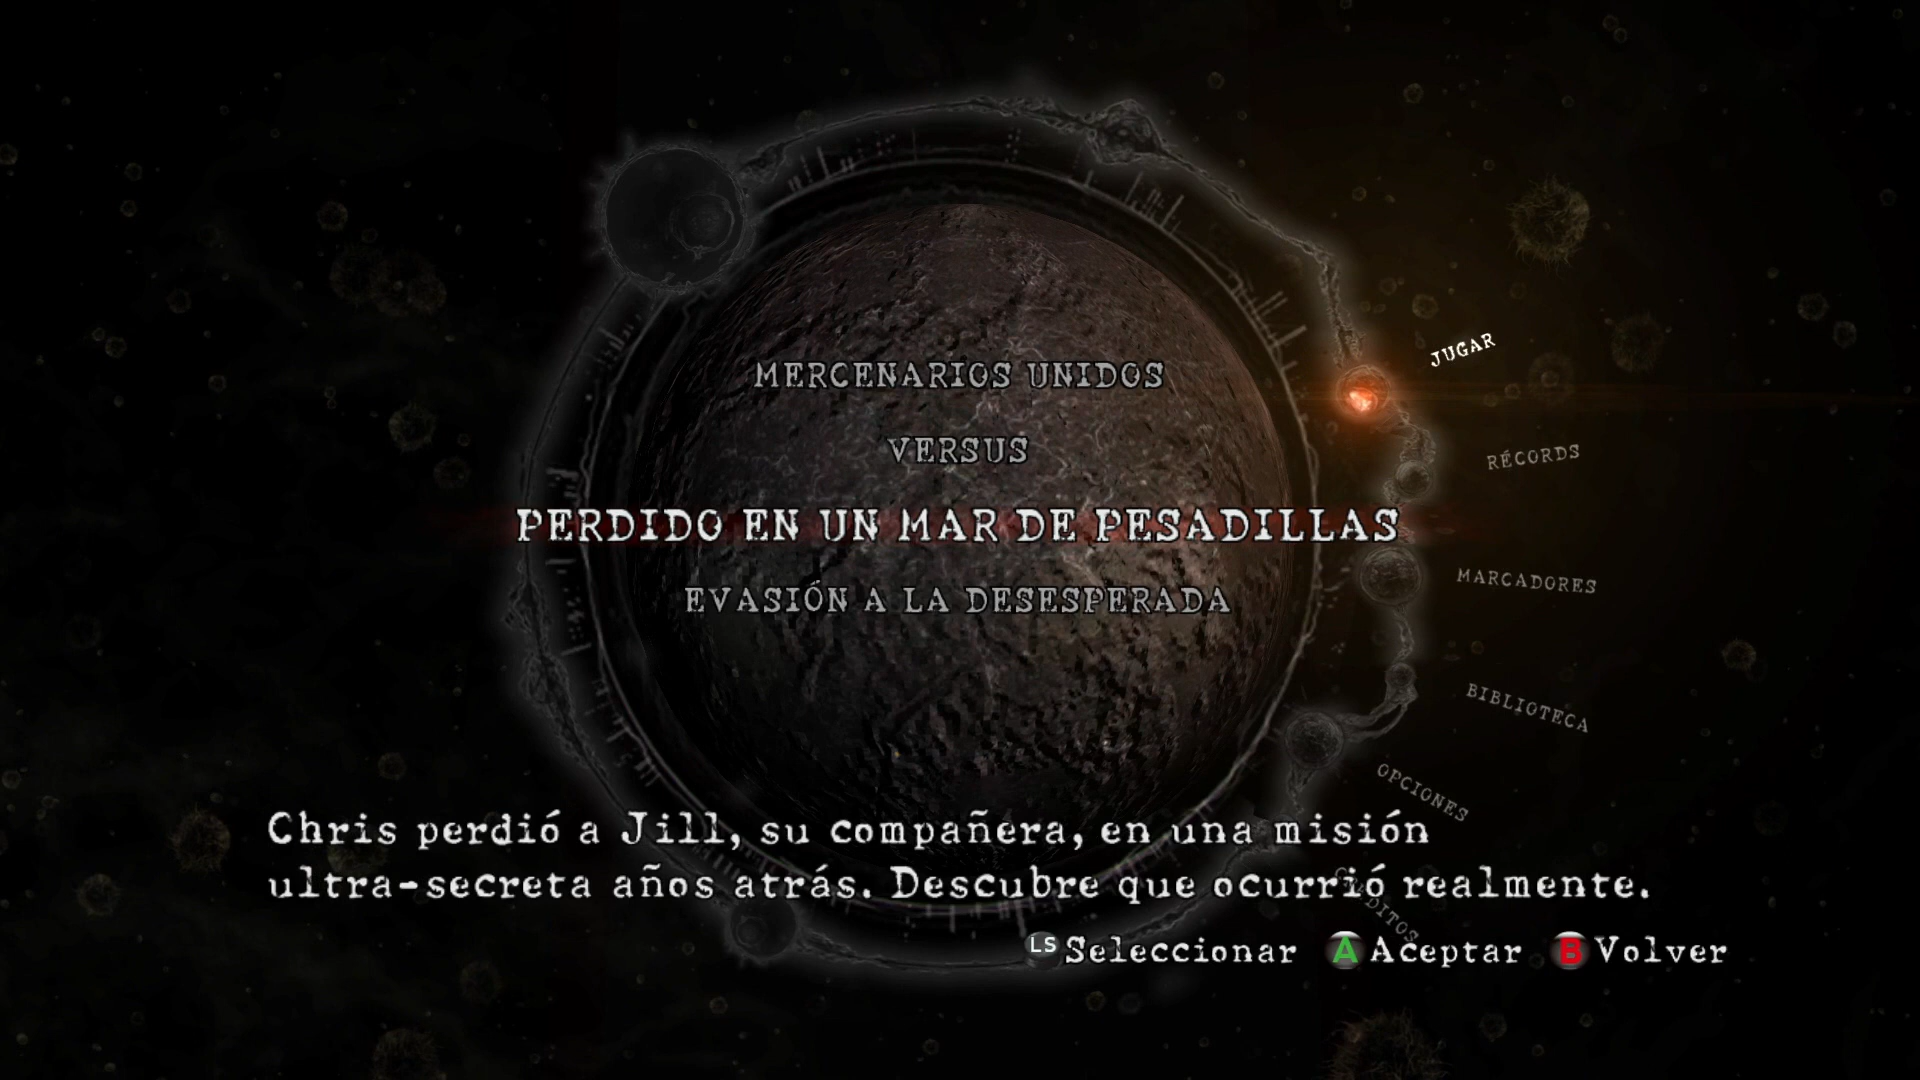 MERCENARIOS UNIDOS
VERSUS
PERDIDO EN UN MAR DE PESADILLAS
EVASIÓN A LA DESESPERADA
JUGAR
RÉCORDS
MARCADORES
BIBLIOTECA
OPCIONES
CRÉDITOS
Chris perdió a Jill, su compañera, en una misión
ultra-secreta años atrás. Descubre que ocurrió realmente.
LS Seleccionar A Aceptar B Volver